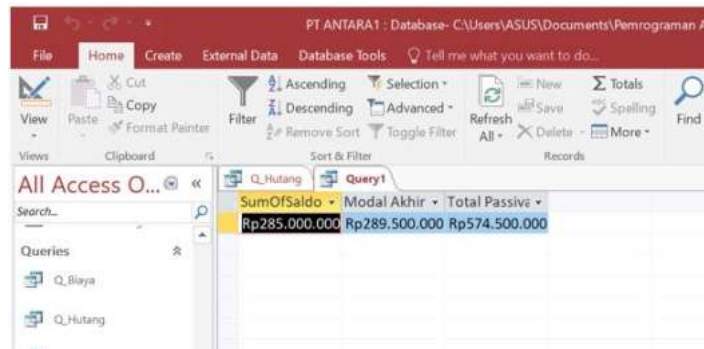 PT ANTARA1 : Database- C:\Users\ASUS\Documents\Pemrograman A
File Home Create External Data Database Tools Tell me what you want to do...
View Paste Cut Copy Format Painter
Filter Ascending Descending Remove Sort Selection Advanced Toggle Filter
Refresh All New Save Delete Totals Spelling More Find
Views Clipboard Sort & Filter Records
All Access O...
Search...
Queries
Q_Biaya
Q_Hutang
Q_Hutang Query1
SumOfSaldo Modal Akhir Total Passiva
Rp285.000.000 Rp289.500.000 Rp574.500.000